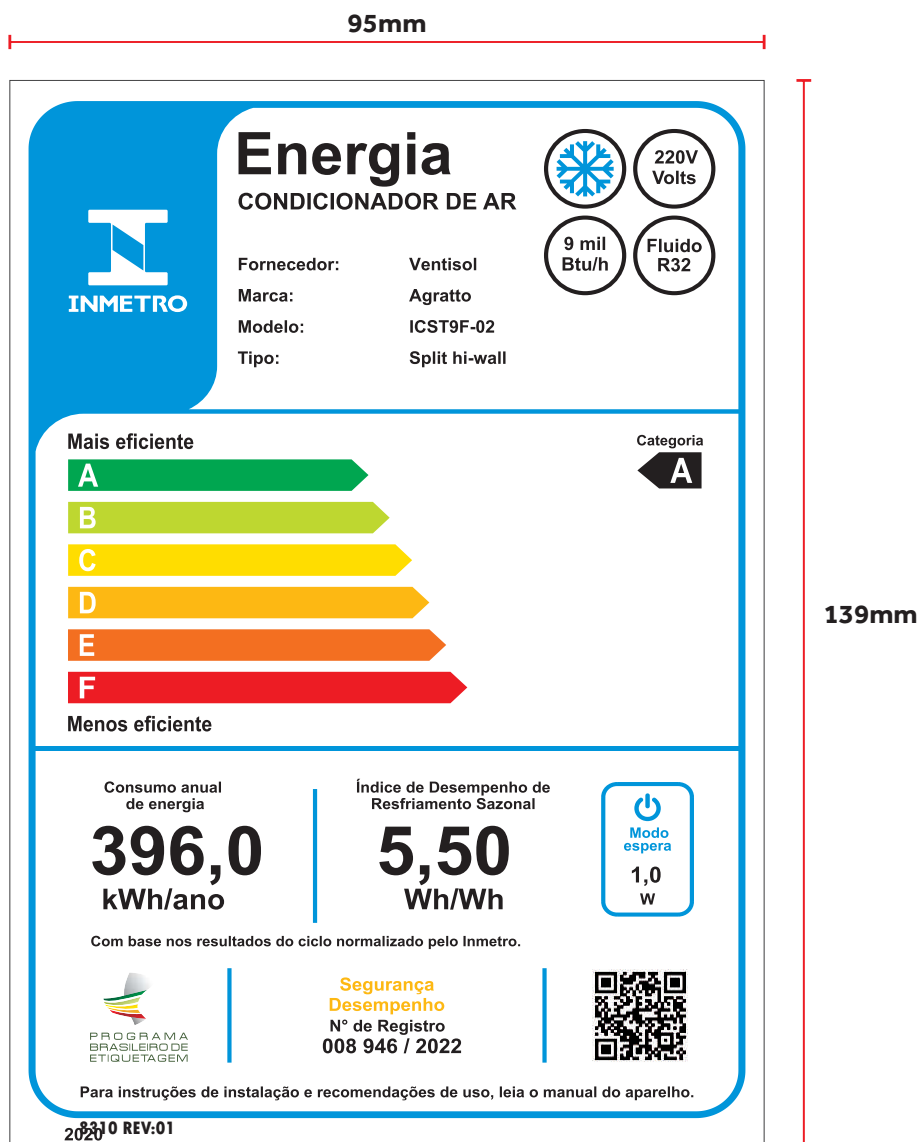 95mm
139mm
INMETRO
Energia
CONDICIONADOR DE AR
220V
Volts
9 mil
Btu/h
Fluido
R32
Fornecedor: Ventisol
Marca: Agratto
Modelo: ICST9F-02
Tipo: Split hi-wall
Mais eficiente
Categoria
A
A
B
C
D
E
F
Menos eficiente
Consumo anual
de energia
396,0
kWh/ano
Índice de Desempenho de
Resfriamento Sazonal
5,50
Wh/Wh
Modo
espera
1,0
W
Com base nos resultados do ciclo normalizado pelo Inmetro.
PROGRAMA
BRASILEIRO DE
ETIQUETAGEM
Segurança
Desempenho
N° de Registro
008 946 / 2022
Para instruções de instalação e recomendações de uso, leia o manual do aparelho.
8310 REV:01
2020